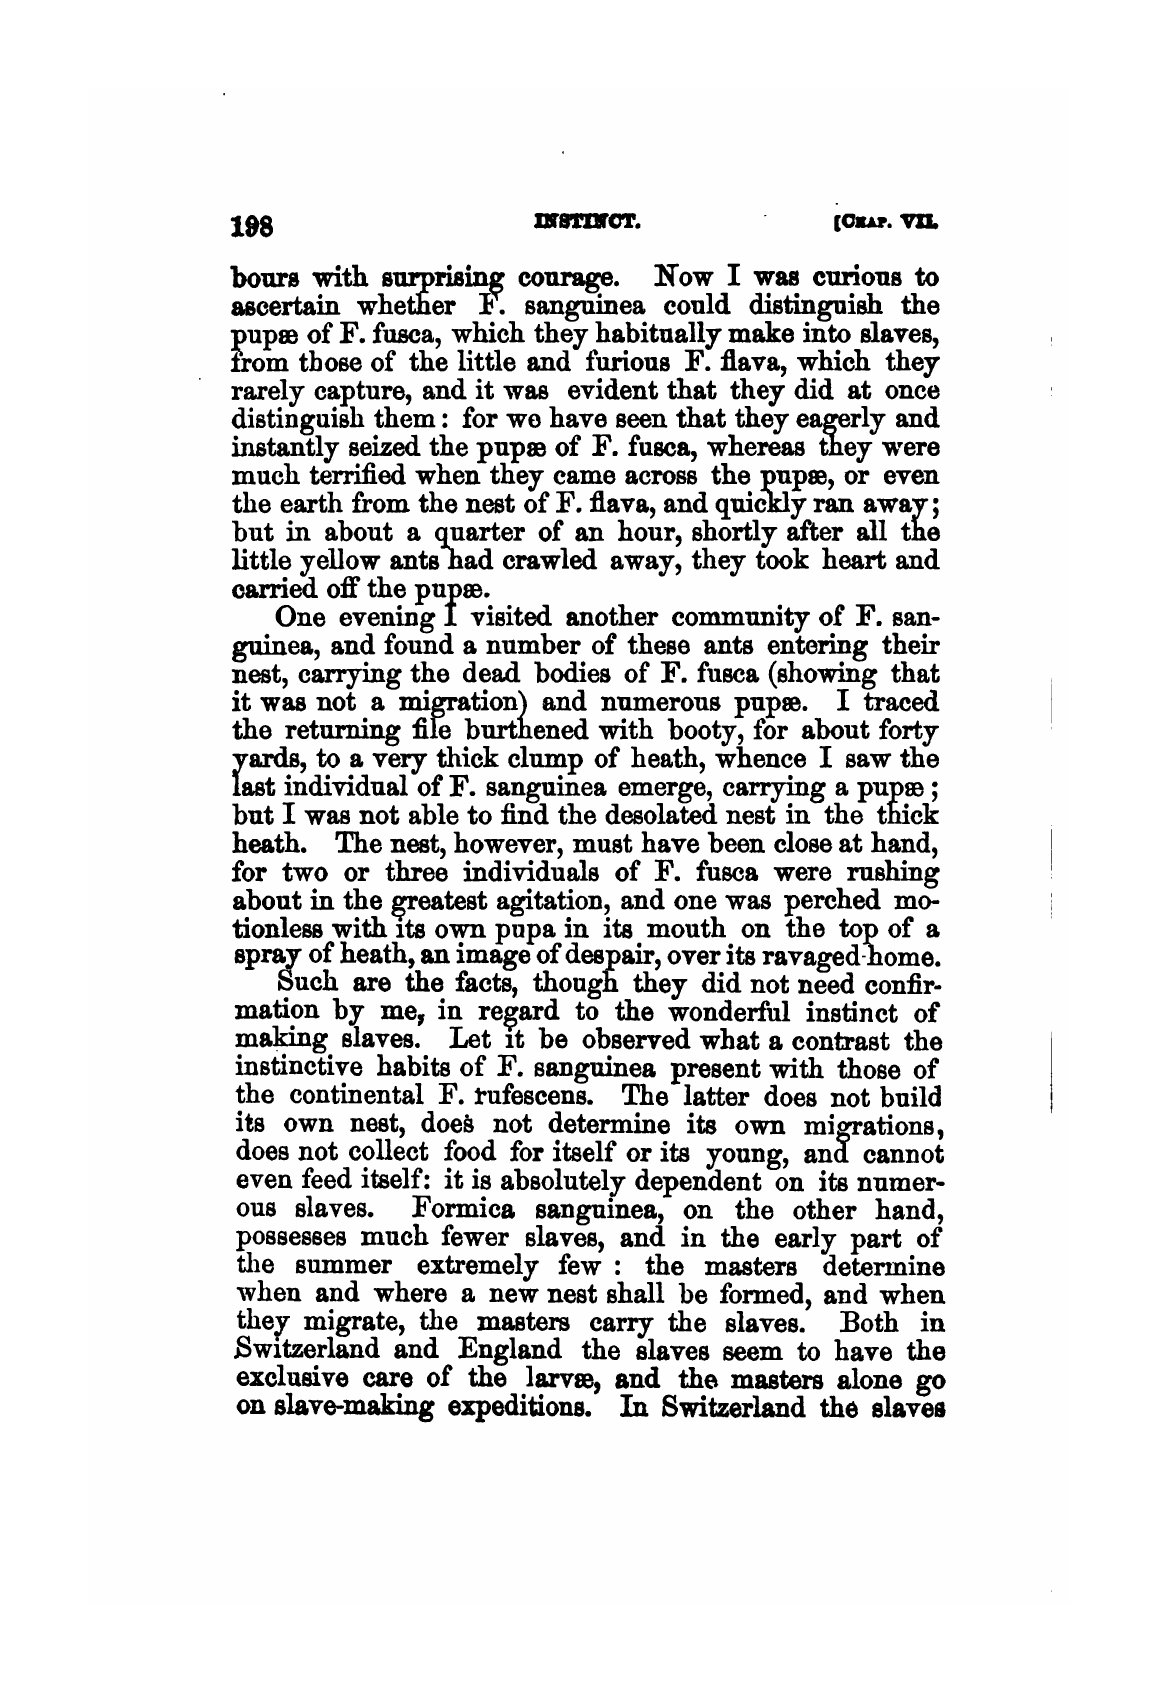 198 INSTINCT. [CHAP. VII.
bours with surprising courage. Now I was curious to
ascertain whether F. sanguinea could distinguish the
pupæ of F. fusca, which they habitually make into slaves,
from those of the little and furious F. flava, which they
rarely capture, and it was evident that they did at once
distinguish them: for we have seen that they eagerly and
instantly seized the pupæ of F. fusca, whereas they were
much terrified when they came across the pupæ, or even
the earth from the nest of F. flava, and quickly ran away;
but in about a quarter of an hour, shortly after all the
little yellow ants had crawled away, they took heart and
carried off the pupæ.
One evening I visited another community of F. san-
guinea, and found a number of these ants entering their
nest, carrying the dead bodies of F. fusca (showing that
it was not a migration) and numerous pupæ. I traced
the returning file burthened with booty, for about forty
yards, to a very thick clump of heath, whence I saw the
last individual of F. sanguinea emerge, carrying a pupæ;
but I was not able to find the desolated nest in the thick
heath. The nest, however, must have been close at hand,
for two or three individuals of F. fusca were rushing
about in the greatest agitation, and one was perched mo-
tionless with its own pupa in its mouth on the top of a
spray of heath, an image of despair, over its ravaged home.
Such are the facts, though they did not need confir-
mation by me, in regard to the wonderful instinct of
making slaves. Let it be observed what a contrast the
instinctive habits of F. sanguinea present with those of
the continental F. rufescens. The latter does not build
its own nest, does not determine its own migrations,
does not collect food for itself or its young, and cannot
even feed itself: it is absolutely dependent on its numer-
ous slaves. Formica sanguinea, on the other hand,
possesses much fewer slaves, and in the early part of
the summer extremely few : the masters determine
when and where a new nest shall be formed, and when
they migrate, the masters carry the slaves. Both in
Switzerland and England the slaves seem to have the
exclusive care of the larvæ, and the masters alone go
on slave-making expeditions. In Switzerland the slaves